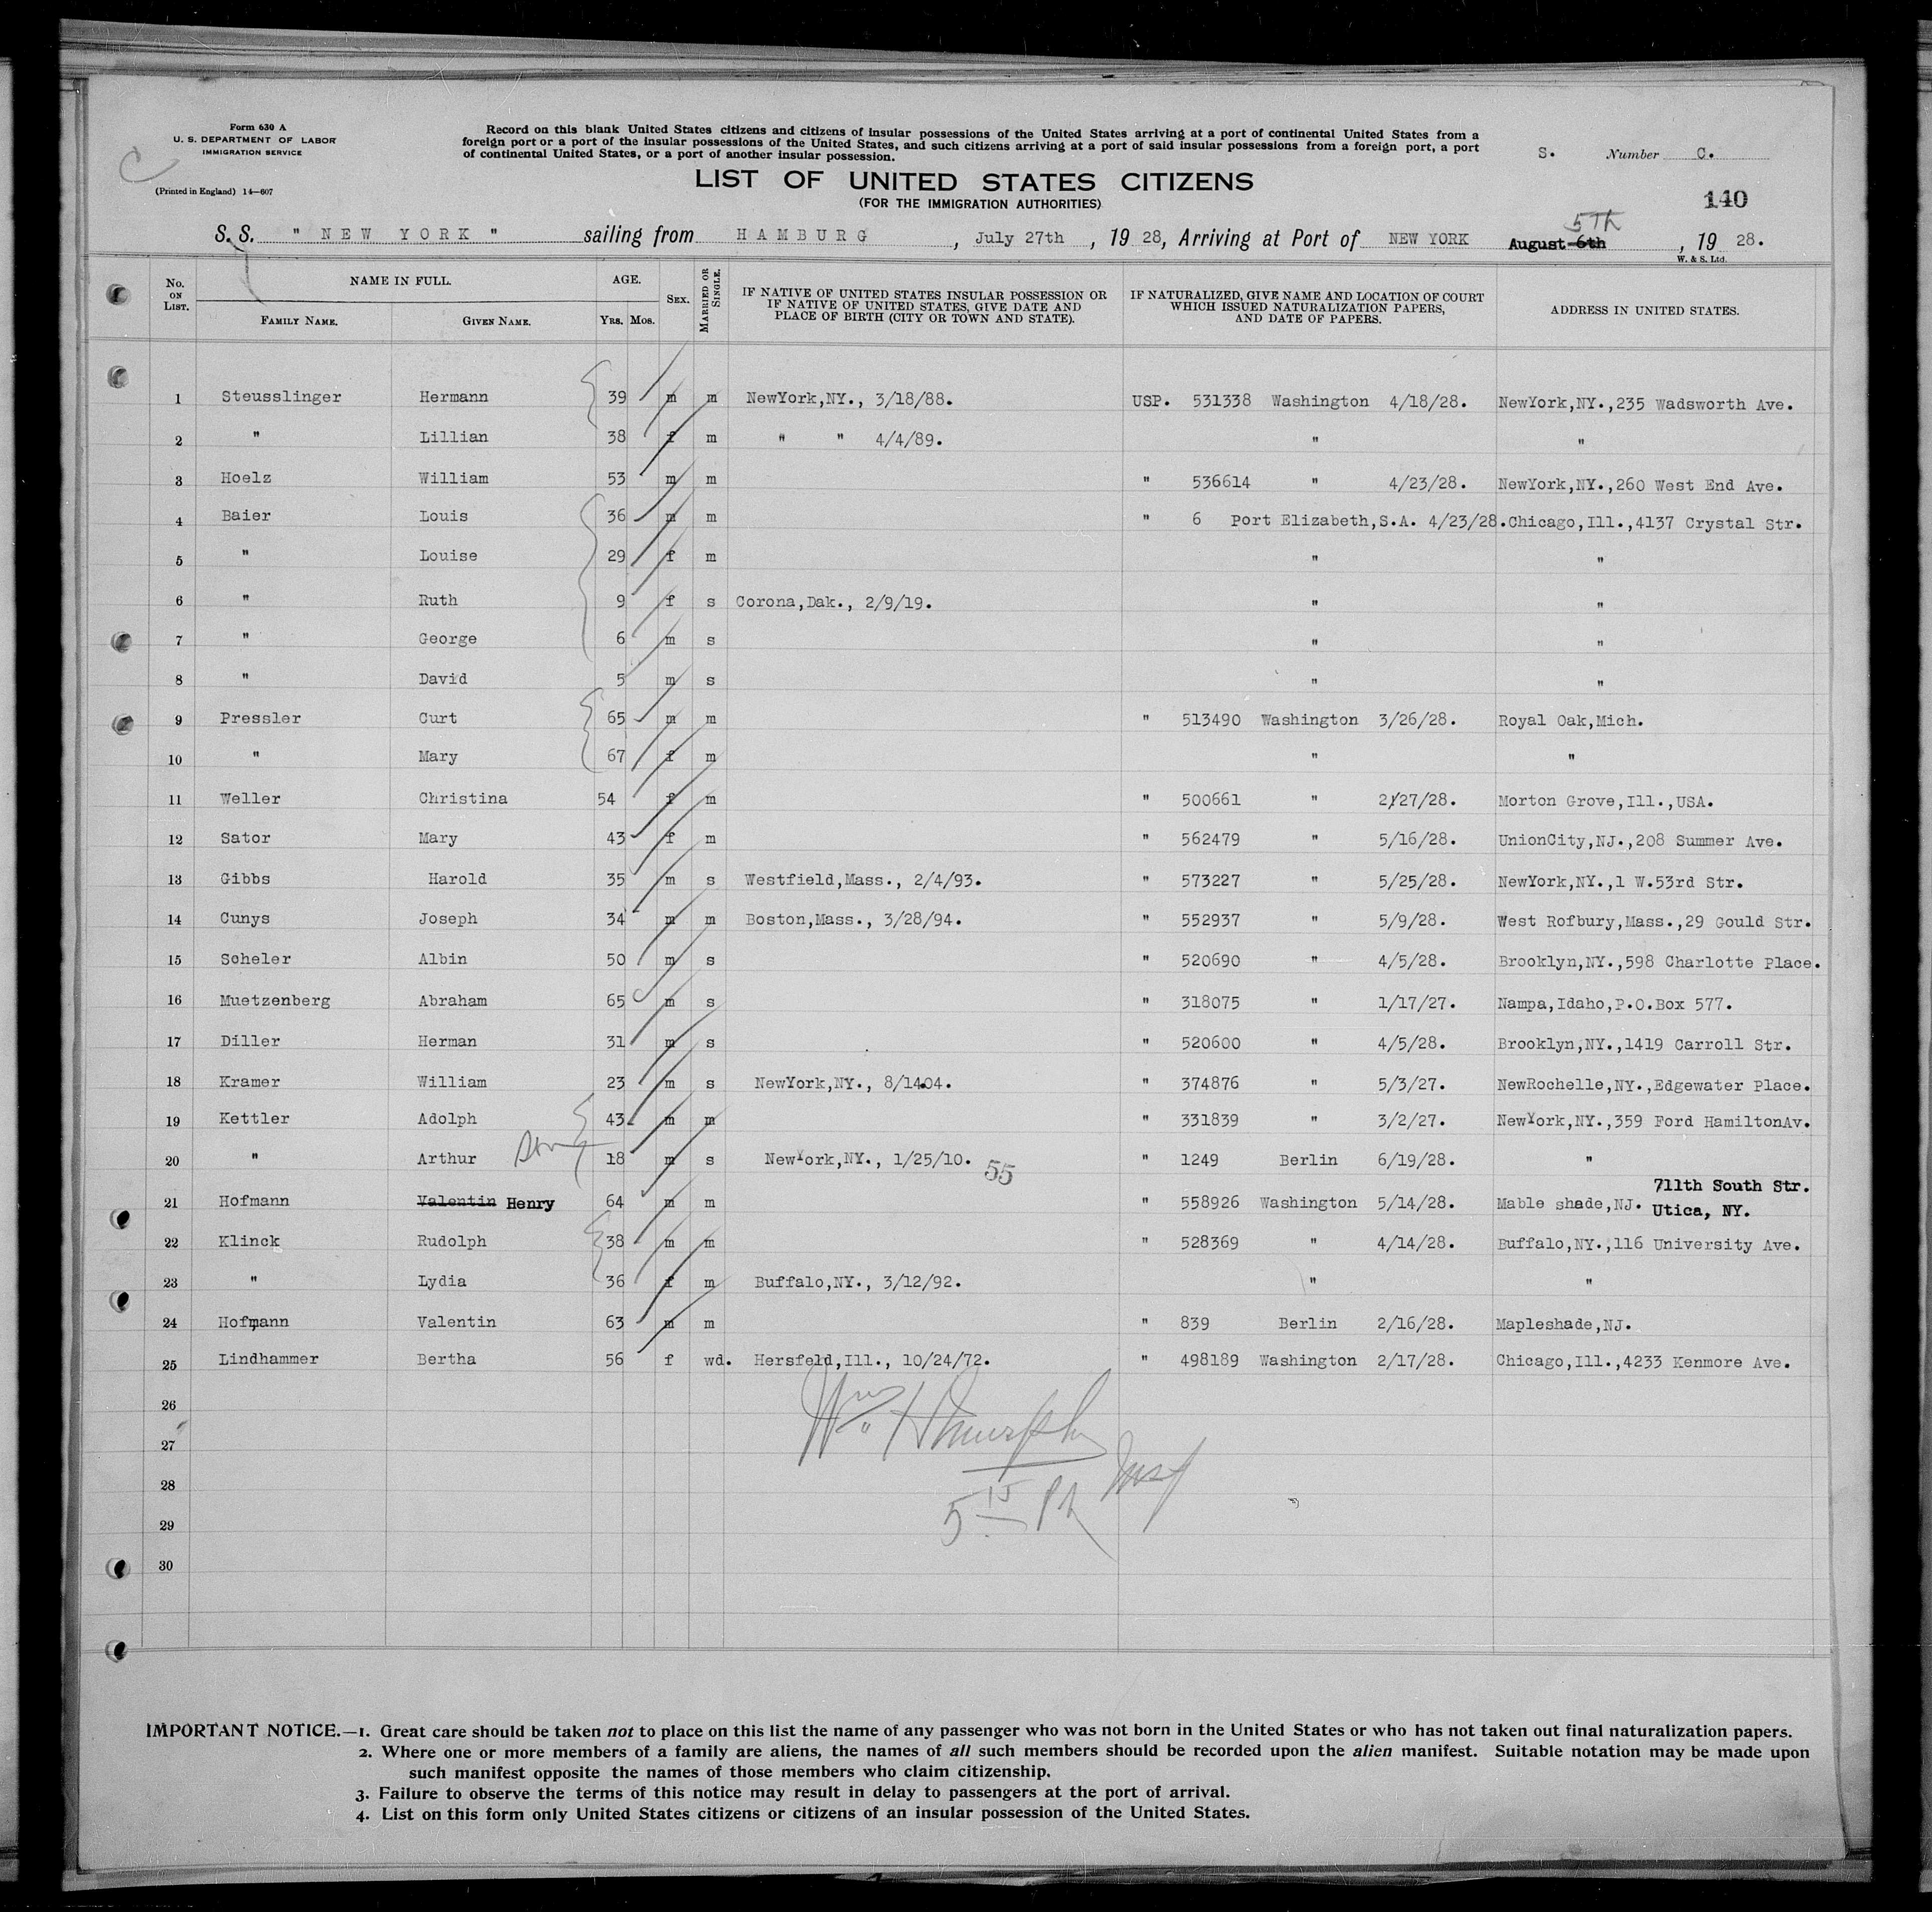 Form 630 A
U. S. DEPARTMENT OF LABOR
IMMIGRATION SERVICE
(Printed in England) 14—607
C
Record on this blank United States citizens and citizens of insular possessions of the United States arriving at a port of continental United States from a
foreign port or a port of the insular possessions of the United States, and such citizens arriving at a port of said insular possessions from a foreign port, a port
of continental United States, or a port of another insular possession.
S. Number C.
LIST OF UNITED STATES CITIZENS
(FOR THE IMMIGRATION AUTHORITIES)
140
5Th
S. S. " NEW YORK " sailing from HAMBURG, July 27th, 19 28, Arriving at Port of NEW YORK August 6th, 19 28.
W. & S. Ltd.
No. ON LIST. NAME IN FULL. FAMILY NAME. GIVEN NAME. AGE. YRS. MOS. SEX. MARRIED OR SINGLE. IF NATIVE OF UNITED STATES INSULAR POSSESSION OR IF NATIVE OF UNITED STATES, GIVE DATE AND PLACE OF BIRTH (CITY OR TOWN AND STATE). IF NATURALIZED, GIVE NAME AND LOCATION OF COURT WHICH ISSUED NATURALIZATION PAPERS, AND DATE OF PAPERS. ADDRESS IN UNITED STATES.
1 Steusslinger Hermann 39 m m NewYork,NY., 3/18/88. USP. 531338 Washington 4/18/28. NewYork,NY.,235 Wadsworth Ave.
2 " Lillian 38 f m " " 4/4/89. " "
3 Hoelz William 53 m m " 536614 " 4/23/28. NewYork,NY.,260 West End Ave.
4 Baier Louis 36 m m " 6 Port Elizabeth,S.A. 4/23/28. Chicago,Ill.,4137 Crystal Str.
5 " Louise 29 f m " "
6 " Ruth 9 f s Corona,Dak., 2/9/19. " "
7 " George 6 m s " "
8 " David 5 m s " "
9 Pressler Curt 65 m m " 513490 Washington 3/26/28. Royal Oak,Mich.
10 " Mary 67 f m " "
11 Weller Christina 54 f m " 500661 " 2/27/28. Morton Grove,Ill.,USA.
12 Sator Mary 43 f m " 562479 " 5/16/28. UnionCity,NJ.,208 Summer Ave.
13 Gibbs Harold 35 m s Westfield,Mass., 2/4/93. " 573227 " 5/25/28. NewYork,NY.,1 W.53rd Str.
14 Cunys Joseph 34 m m Boston,Mass., 3/28/94. " 552937 " 5/9/28. West Rofbury,Mass.,29 Gould Str.
15 Scheler Albin 50 m s " 520690 " 4/5/28. Brooklyn,NY.,598 Charlotte Place.
16 Muetzenberg Abraham 65 m s " 318075 " 1/17/27. Nampa,Idaho,P.O.Box 577.
17 Diller Herman 31 m s " 520600 " 4/5/28. Brooklyn,NY.,1419 Carroll Str.
18 Kramer William 23 m s NewYork,NY., 8/1404. " 374876 " 5/3/27. NewRochelle,NY.,Edgewater Place.
19 Kettler Adolph 43 m m " 331839 " 3/2/27. NewYork,NY.,359 Ford HamiltonAv.
20 " Arthur Son 18 m s NewYork,NY., 1/25/10. 55 " 1249 Berlin 6/19/28. "
21 Hofmann Valentin Henry 64 m m " 558926 Washington 5/14/28. Mable shade,NJ. 711th South Str. Utica, NY.
22 Klinck Rudolph 38 m m " 528369 " 4/14/28. Buffalo,NY.,116 University Ave.
23 " Lydia 36 f m Buffalo,NY., 3/12/92. " "
24 Hofmann Valentin 63 m m " 839 Berlin 2/16/28. Mapleshade,NJ.
25 Lindhammer Bertha 56 f wd. Hersfeld,Ill., 10/24/72. " 498189 Washington 2/17/28. Chicago,Ill.,4233 Kenmore Ave.
26
27
28
29
30
Wm H Murphy
Insp
IMPORTANT NOTICE.—1. Great care should be taken not to place on this list the name of any passenger who was not born in the United States or who has not taken out final naturalization papers.
2. Where one or more members of a family are aliens, the names of all such members should be recorded upon the alien manifest. Suitable notation may be made upon
such manifest opposite the names of those members who claim citizenship.
3. Failure to observe the terms of this notice may result in delay to passengers at the port of arrival.
4. List on this form only United States citizens or citizens of an insular possession of the United States.